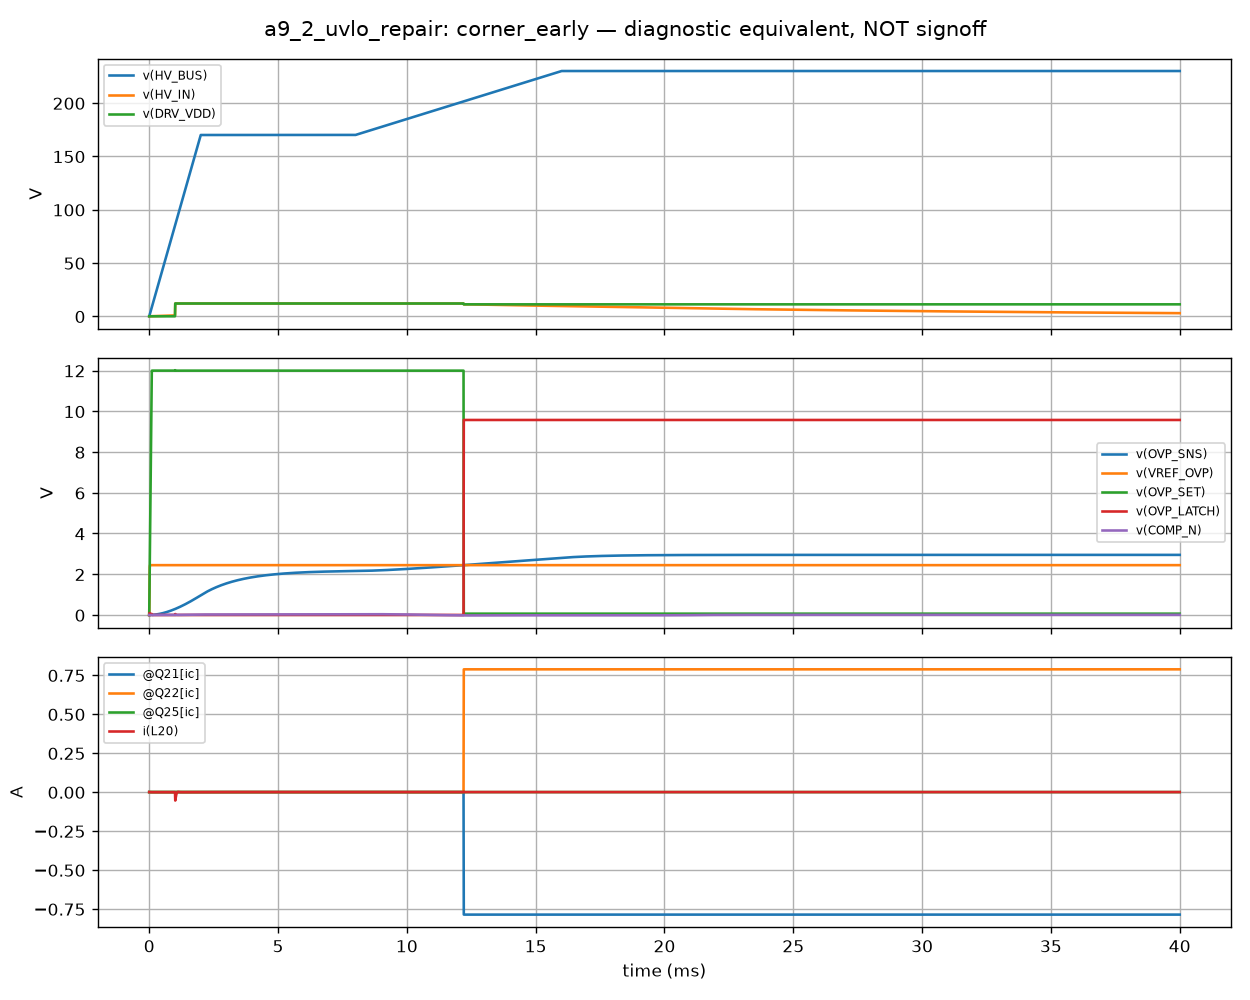 a9_2_uvlo_repair: corner_early — diagnostic equivalent, NOT signoff
v(HV_BUS)
v(HV_IN)
v(DRV_VDD)
200
150
100
50
0
V
v(OVP_SNS)
v(VREF_OVP)
v(OVP_SET)
v(OVP_LATCH)
v(COMP_N)
12
10
8
6
4
2
0
V
@Q21[ic]
@Q22[ic]
@Q25[ic]
i(L20)
0.75
0.50
0.25
0.00
−0.25
−0.50
−0.75
A
0 5 10 15 20 25 30 35 40
time (ms)